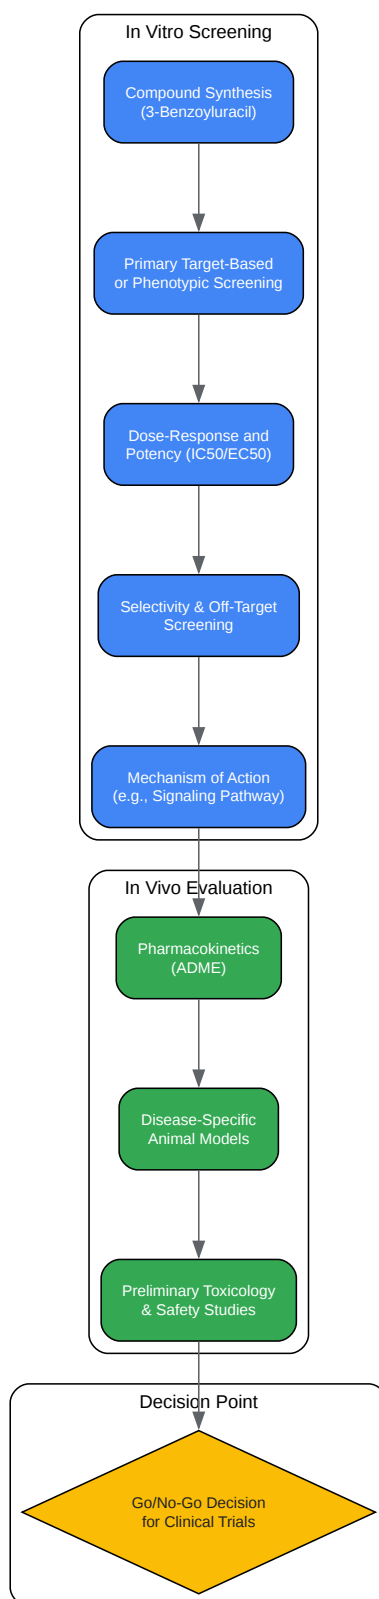 In Vitro Screening
Compound Synthesis
(3-Benzoyluracil)
Primary Target-Based
or Phenotypic Screening
Dose-Response and
Potency (IC50/EC50)
Selectivity & Off-Target
Screening
Mechanism of Action
(e.g., Signaling Pathway)
In Vivo Evaluation
Pharmacokinetics
(ADME)
Disease-Specific
Animal Models
Preliminary Toxicology
& Safety Studies
Decision Point
Go/No-Go Decision
for Clinical Trials